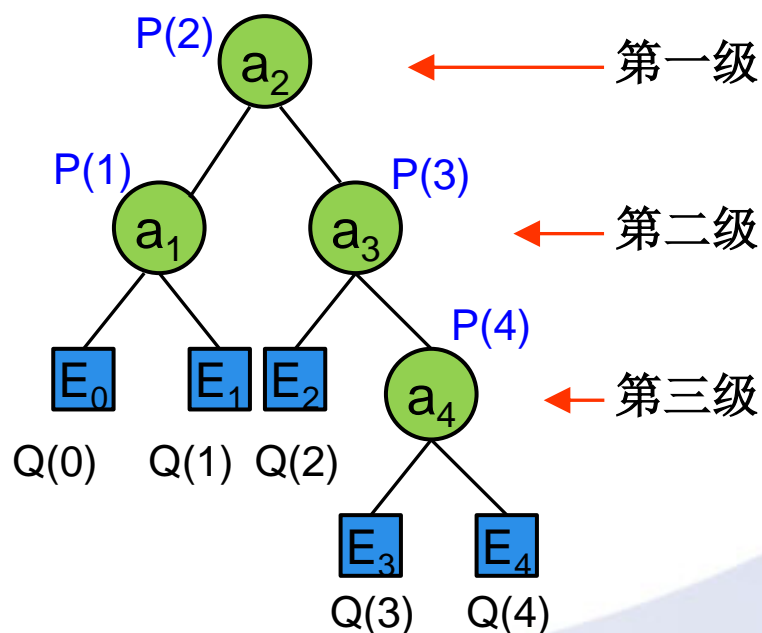 P(2)
a₂
第一级
P(1)
P(3)
a₁
a₃
第二级
P(4)
E₀
E₁
E₂
a₄
第三级
Q(0)
Q(1)
Q(2)
E₃
E₄
Q(3)
Q(4)